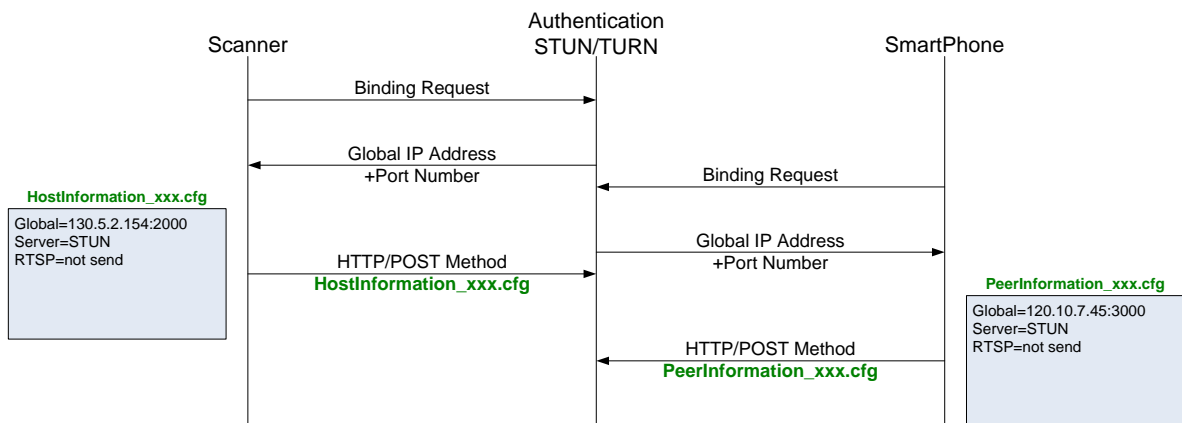 Authentication
Scanner
STUN/TURN
SmartPhone
Binding Request
Global IP Address
+Port Number
Binding Request
HostInformation_xxx.cfg
Global=130.5.2.154:2000
Server=STUN
RTSP=not send
Global IP Address
+Port Number
HTTP/POST Method
HostInformation_xxx.cfg
PeerInformation_xxx.cfg
Global=120.10.7.45:3000
Server=STUN
RTSP=not send
HTTP/POST Method
PeerInformation_xxx.cfg